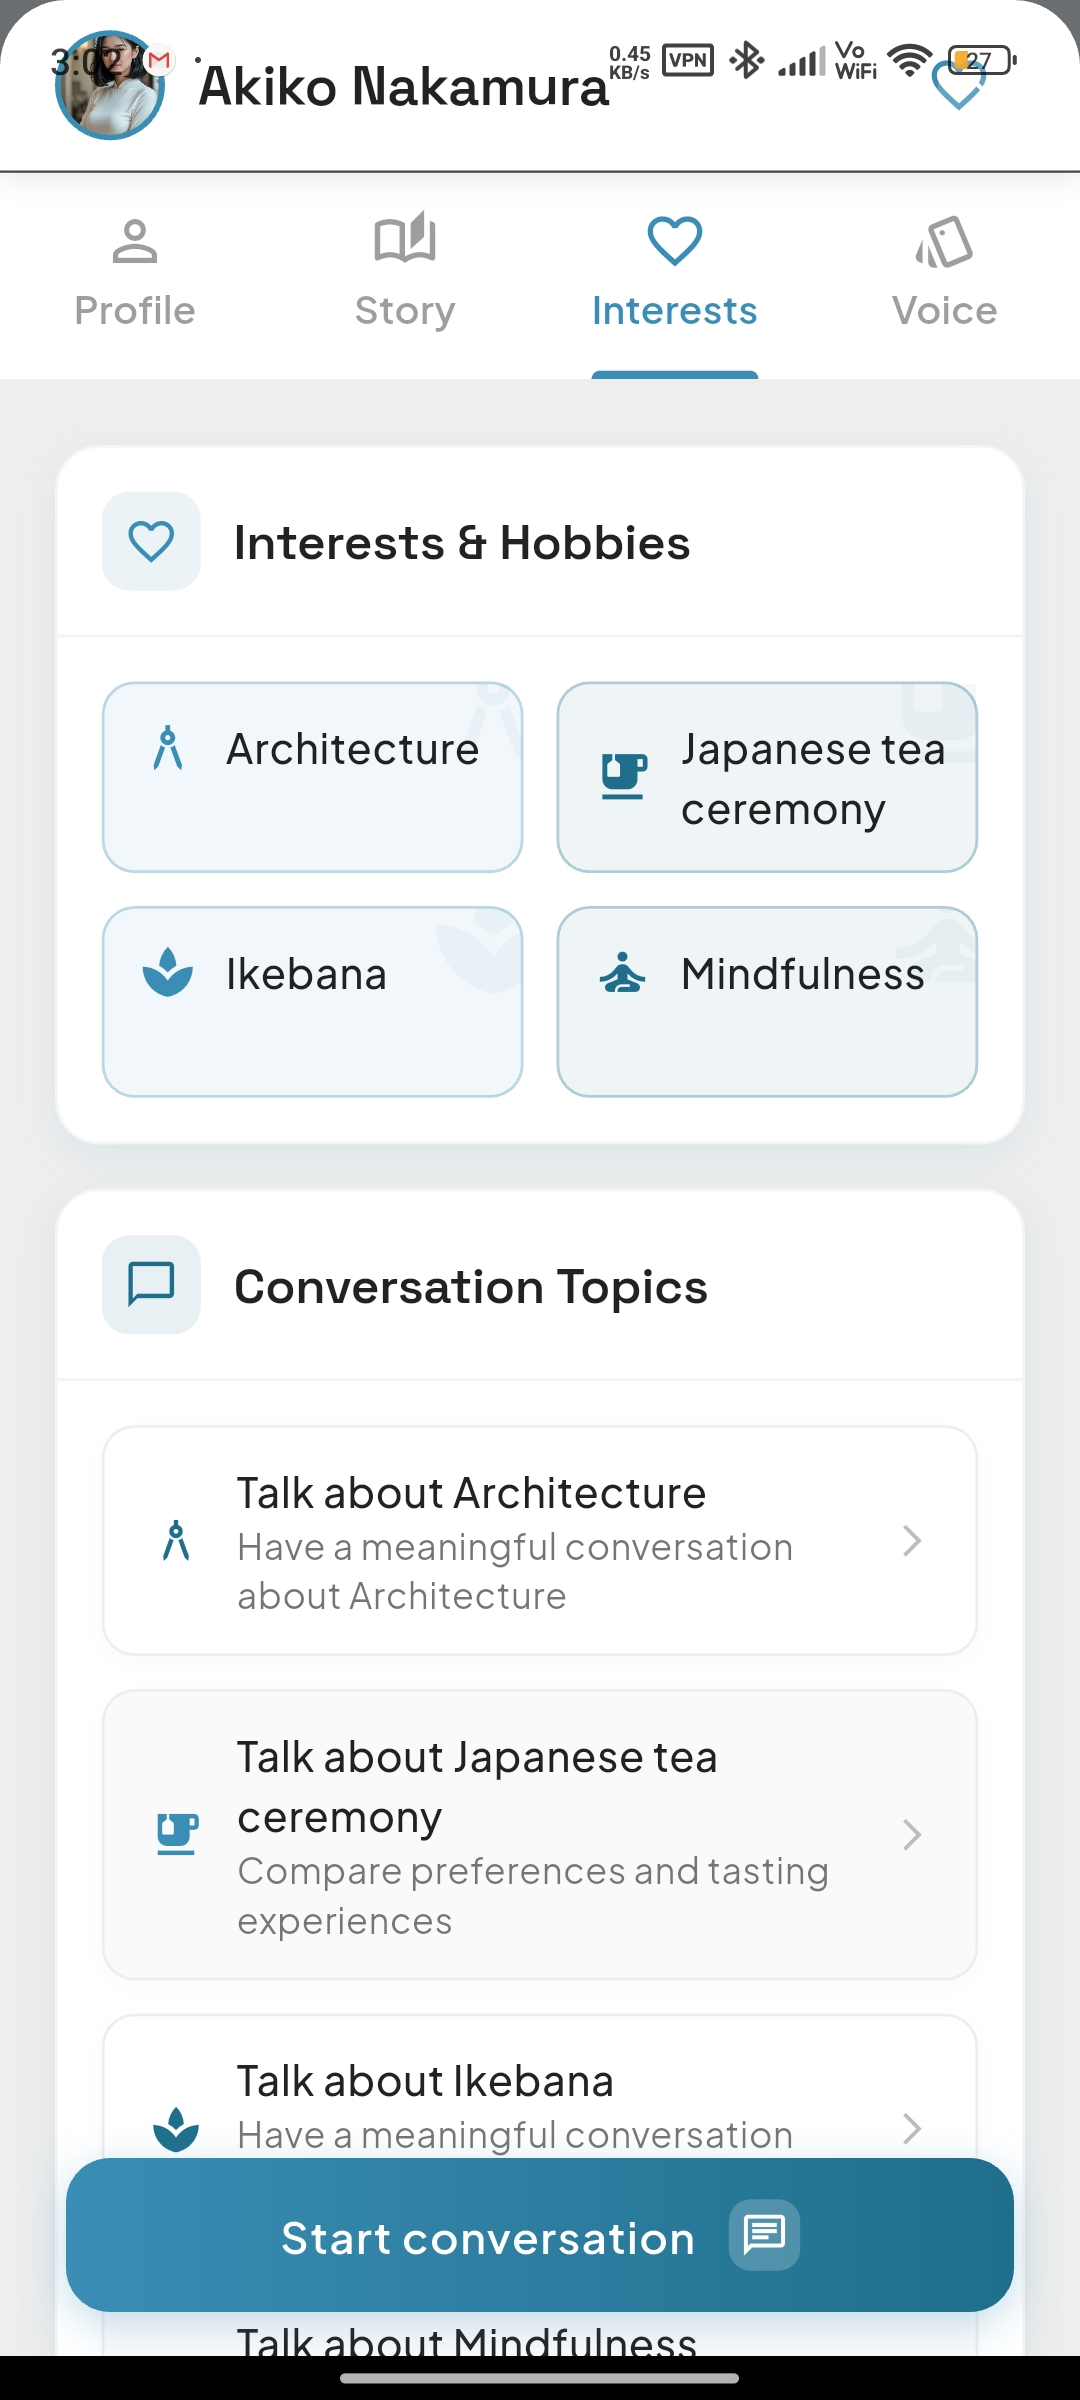 3:02
0.45
KB/s
VPN
Vo
WiFi
27
Akiko Nakamura
Profile
Story
Interests
Voice
Interests & Hobbies
Architecture
Japanese tea
ceremony
Ikebana
Mindfulness
Conversation Topics
Talk about Architecture
Have a meaningful conversation
about Architecture
Talk about Japanese tea
ceremony
Compare preferences and tasting
experiences
Talk about Ikebana
Have a meaningful conversation
Start conversation
Talk about Mindfulness